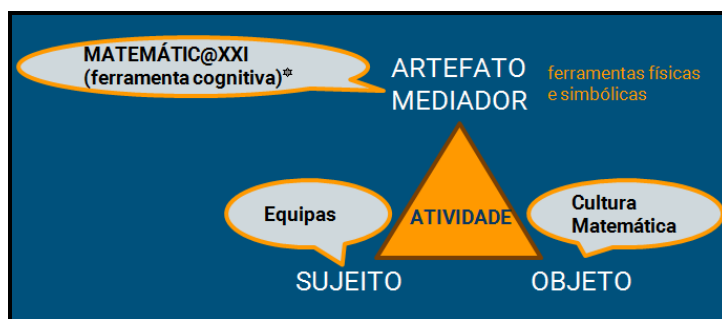 MATEMÁTIC@XXI
(ferramenta cognitiva)*
ARTEFATO
MEDIADOR
ferramentas físicas
e simbólicas
Equipas
ATIVIDADE
Cultura
Matemática
SUJEITO
OBJETO